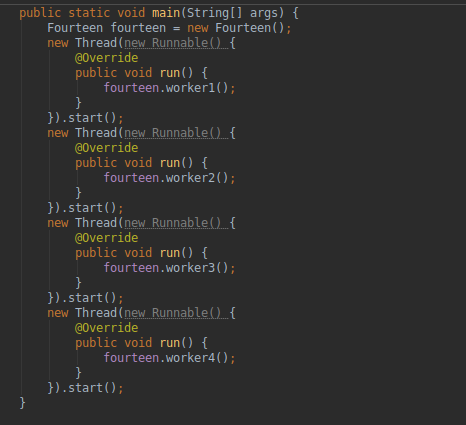 public static void main(String[] args) {
    Fourteen fourteen = new Fourteen();
    new Thread(new Runnable() {
        @Override
        public void run() {
            fourteen.worker1();
        }
    }).start();
    new Thread(new Runnable() {
        @Override
        public void run() {
            fourteen.worker2();
        }
    }).start();
    new Thread(new Runnable() {
        @Override
        public void run() {
            fourteen.worker3();
        }
    }).start();
    new Thread(new Runnable() {
        @Override
        public void run() {
            fourteen.worker4();
        }
    }).start();
}